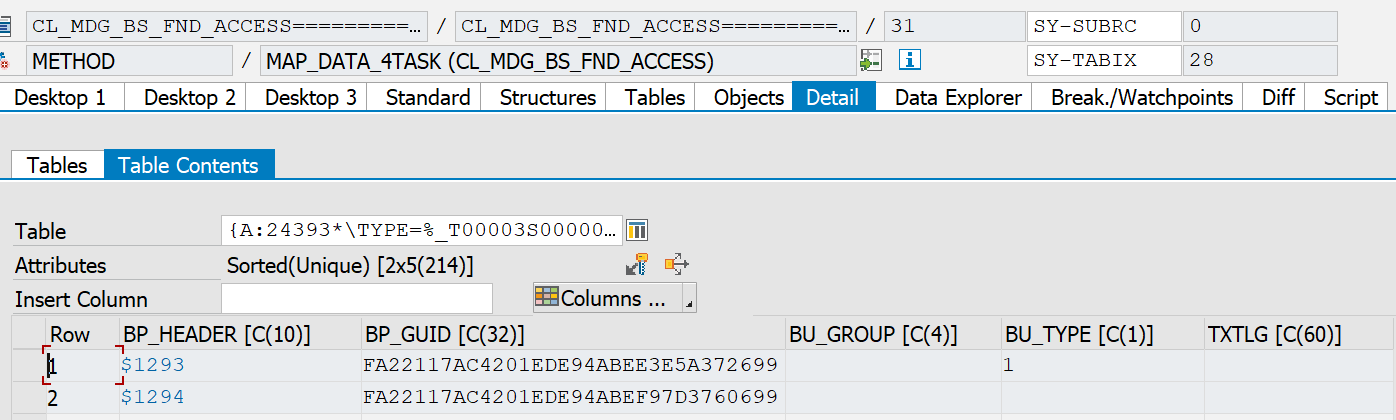 CL_MDG_BS_FND_ACCESS=========… / CL_MDG_BS_FND_ACCESS=========… / 31 SY-SUBRC 0
METHOD / MAP_DATA_4TASK (CL_MDG_BS_FND_ACCESS) SY-TABIX 28
Desktop 1 Desktop 2 Desktop 3 Standard Structures Tables Objects Detail Data Explorer Break./Watchpoints Diff Script
Tables Table Contents
Table {A:24393*\TYPE=%_T00003S00000…
Attributes Sorted(Unique) [2x5(214)]
Insert Column Columns ...
Row BP_HEADER [C(10)] BP_GUID [C(32)] BU_GROUP [C(4)] BU_TYPE [C(1)] TXTLG [C(60)]
1 $1293 FA22117AC4201EDE94ABEE3E5A372699 1
2 $1294 FA22117AC4201EDE94ABEF97D3760699